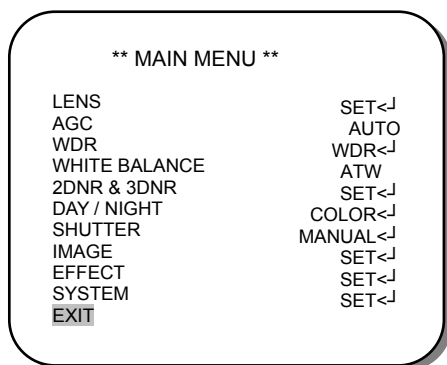 ** MAIN MENU **
LENS SET<┘
AGC AUTO
WDR WDR<┘
WHITE BALANCE ATW
2DNR & 3DNR SET<┘
DAY / NIGHT COLOR<┘
SHUTTER MANUAL<┘
IMAGE SET<┘
EFFECT SET<┘
SYSTEM SET<┘
EXIT